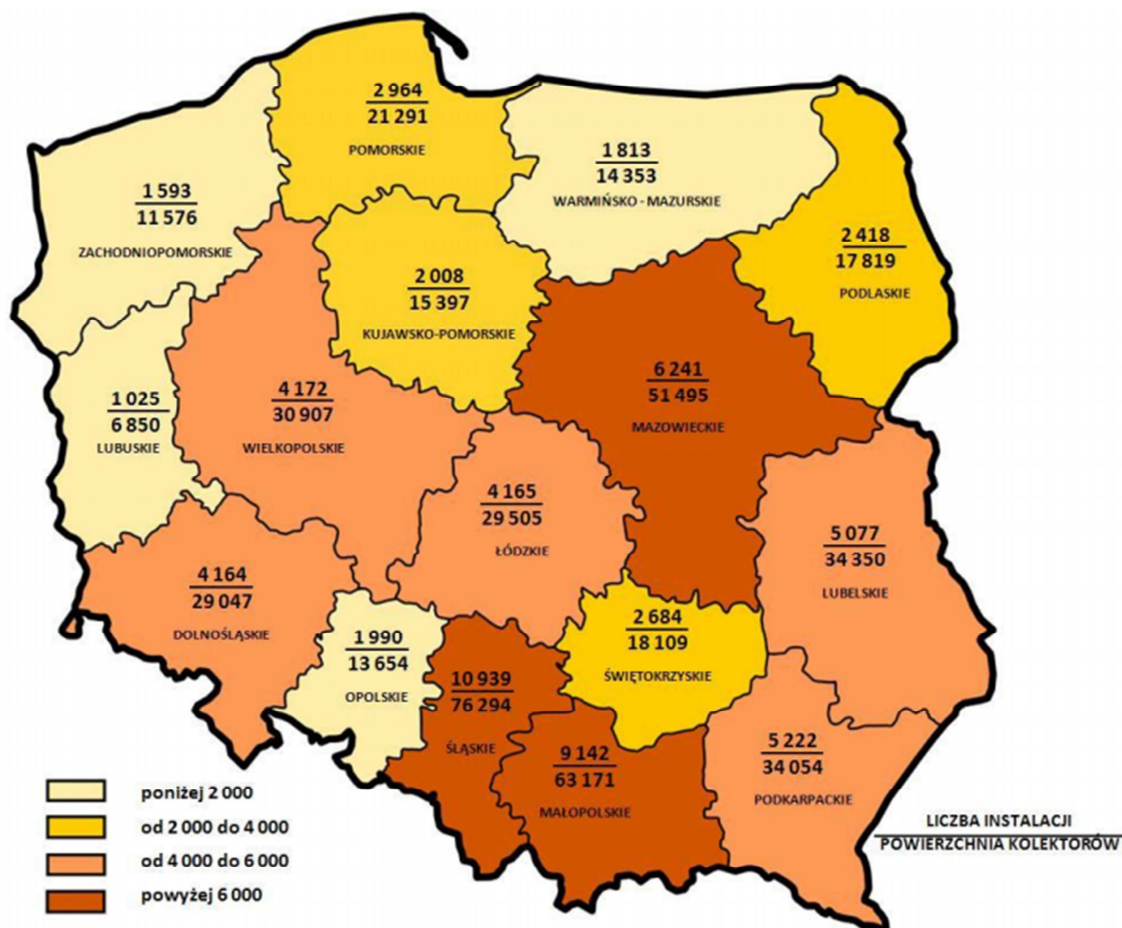 2 964
21 291
POMORSKIE
1 813
14 353
WARMIŃSKO - MAZURSKIE
1 593
11 576
ZACHODNIOPOMORSKIE
2 418
17 819
PODLASKIE
2 008
15 397
KUJAWSKO-POMORSKIE
6 241
51 495
MAZOWIECKIE
1 025
6 850
LUBUSKIE
4 172
30 907
WIELKOPOLSKIE
4 165
29 505
ŁÓDZKIE
5 077
34 350
LUBELSKIE
4 164
29 047
DOLNOŚLĄSKIE
1 990
13 654
OPOLSKIE
2 684
18 109
ŚWIĘTOKRZYSKIE
10 939
76 294
ŚLĄSKIE
9 142
63 171
MAŁOPOLSKIE
5 222
34 054
PODKARPACKIE
poniżej 2 000
od 2 000 do 4 000
od 4 000 do 6 000
powyżej 6 000
LICZBA INSTALACJI
POWIERZCHNIA KOLEKTORÓW